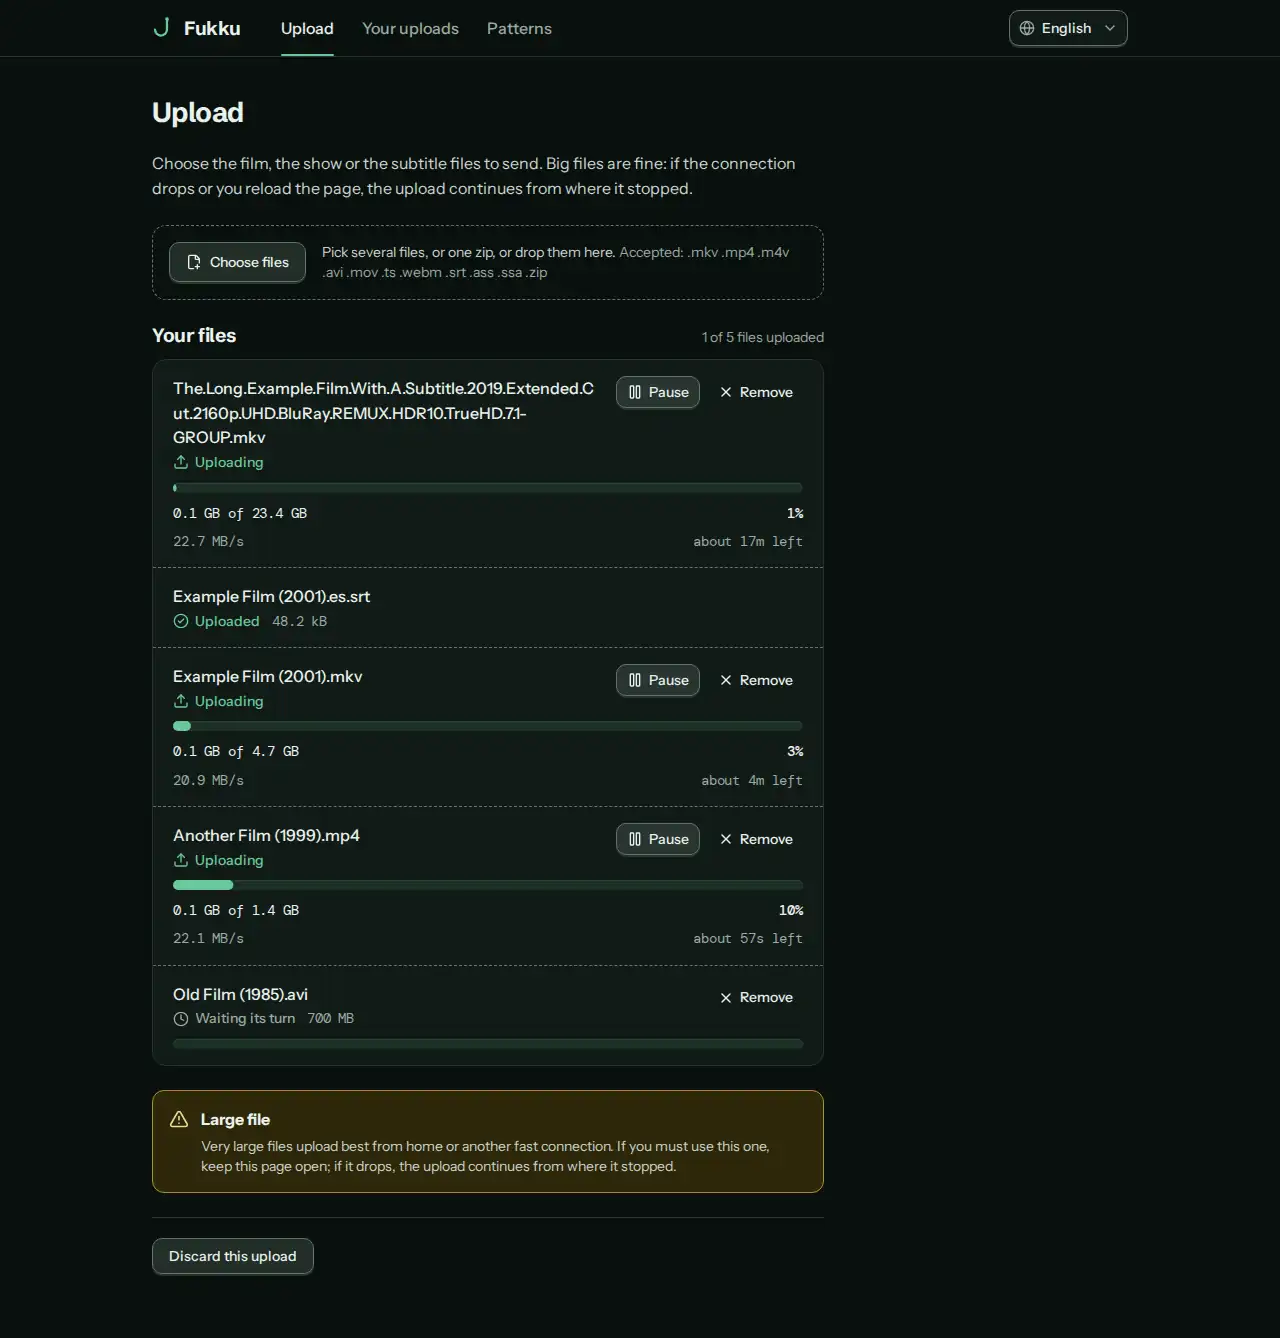 Fukku
Upload
Your uploads
Patterns
English
Upload
Choose the film, the show or the subtitle files to send. Big files are fine: if the connection
drops or you reload the page, the upload continues from where it stopped.
Choose files
Pick several files, or one zip, or drop them here. Accepted: .mkv .mp4 .m4v
.avi .mov .ts .webm .srt .ass .ssa .zip
Your files
1 of 5 files uploaded
The.Long.Example.Film.With.A.Subtitle.2019.Extended.C
ut.2160p.UHD.BluRay.REMUX.HDR10.TrueHD.7.1-
GROUP.mkv
Pause
Remove
Uploading
0.1 GB of 23.4 GB
1%
22.7 MB/s
about 17m left
Example Film (2001).es.srt
Uploaded 48.2 kB
Example Film (2001).mkv
Pause
Remove
Uploading
0.1 GB of 4.7 GB
3%
20.9 MB/s
about 4m left
Another Film (1999).mp4
Pause
Remove
Uploading
0.1 GB of 1.4 GB
10%
22.1 MB/s
about 57s left
Old Film (1985).avi
Remove
Waiting its turn 700 MB
Large file
Very large files upload best from home or another fast connection. If you must use this one,
keep this page open; if it drops, the upload continues from where it stopped.
Discard this upload